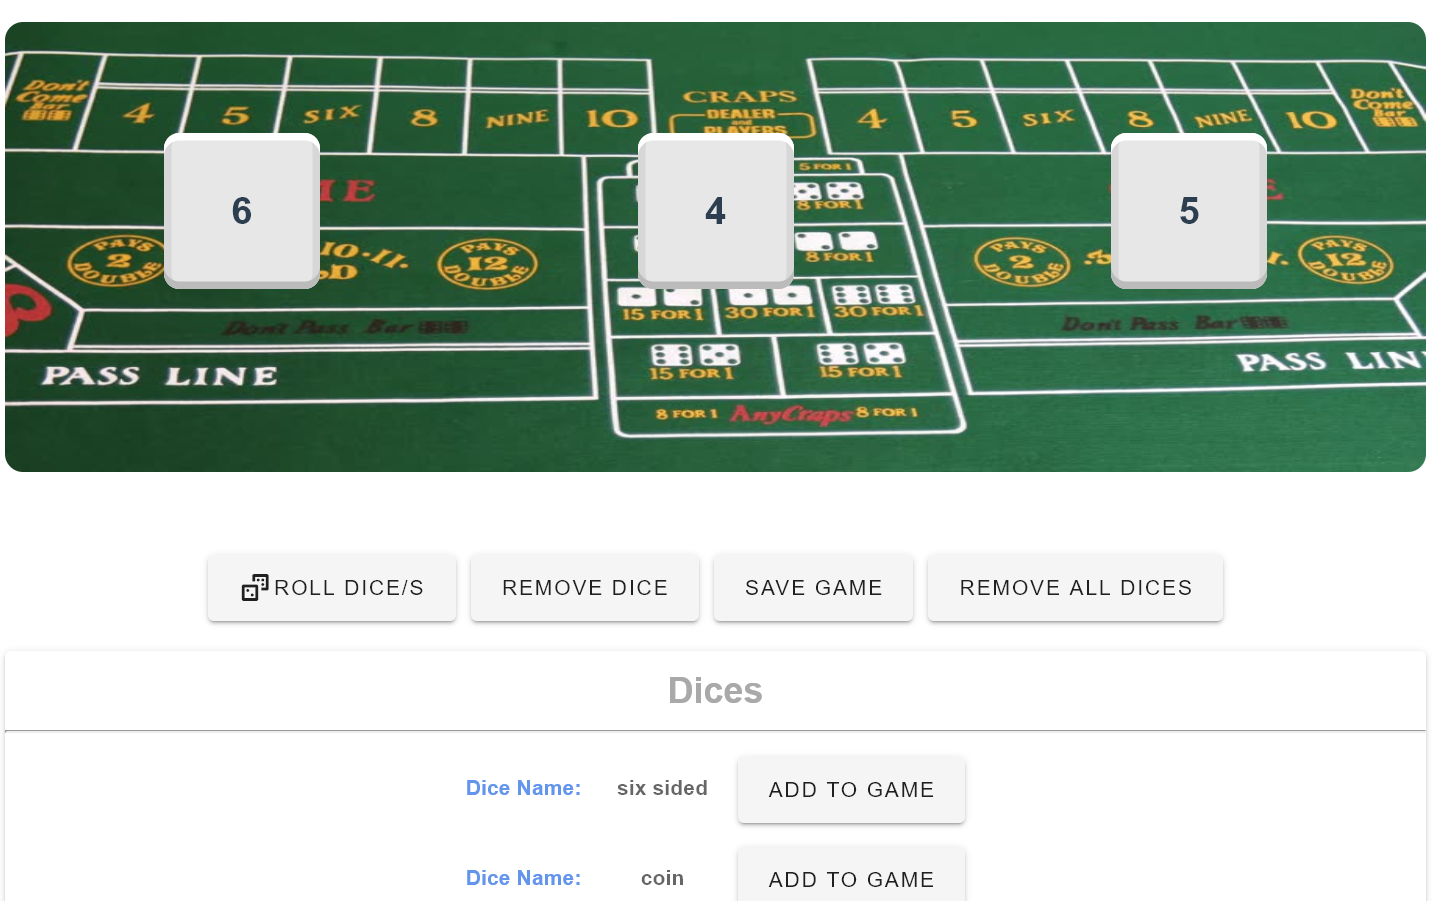 Don't
Come
Bar
4 5 SIX 8 NINE 10
CRAPS
DEALER
and
PLAYERS
4 5 SIX 8 NINE 10
Don't
Come
Bar
5 FOR 1
6
4
5
8 FOR 1
PAYS
2
DOUBLE
10·11.
PAYS
12
DOUBLE
8 FOR 1
PAYS
2
DOUBLE
PAYS
12
DOUBLE
15 FOR 1 30 FOR 1 30 FOR 1
Don't Pass Bar
Don't Pass Bar
PASS LINE
15 FOR 1 15 FOR 1
PASS LIN
8 FOR 1 AnyCraps 8 FOR 1
ROLL DICE/S REMOVE DICE SAVE GAME REMOVE ALL DICES
Dices
Dice Name: six sided ADD TO GAME
Dice Name: coin ADD TO GAME